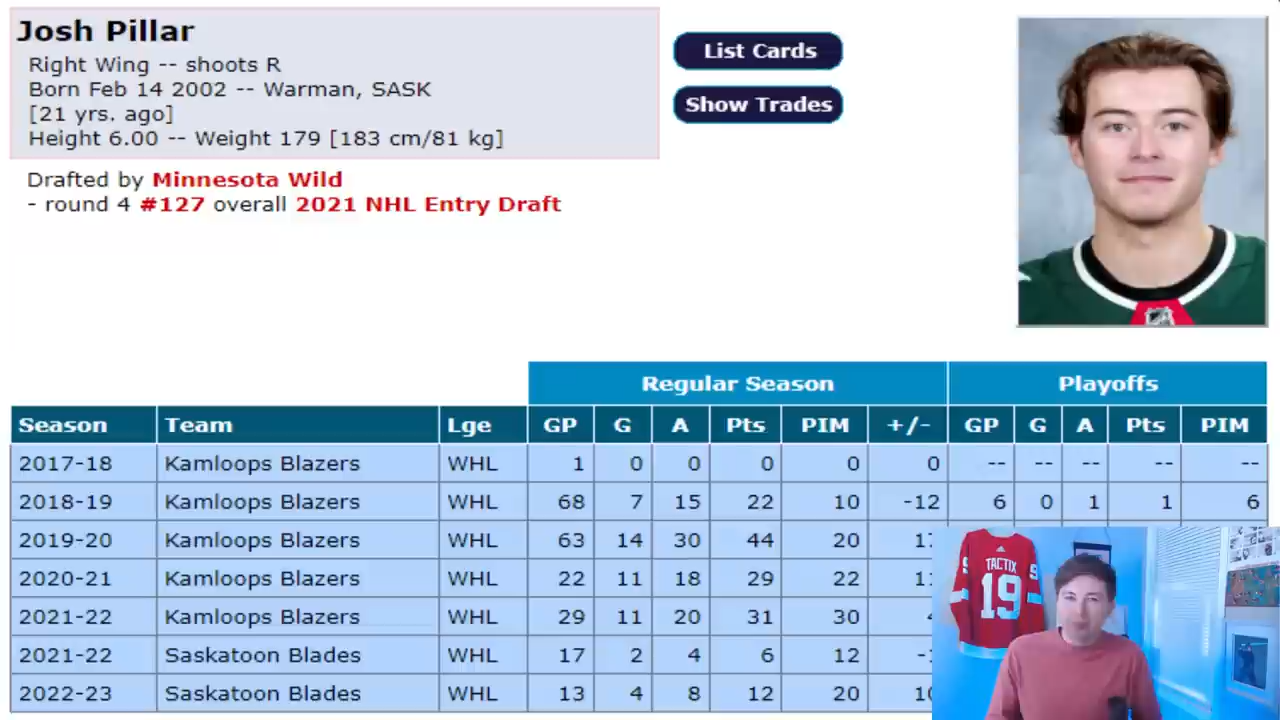 Josh Pillar
Right Wing -- shoots R
Born Feb 14 2002 -- Warman, SASK
[21 yrs. ago]
Height 6.00 -- Weight 179 [183 cm/81 kg]
Drafted by Minnesota Wild
- round 4 #127 overall 2021 NHL Entry Draft
List Cards
Show Trades
Regular Season Playoffs
Season Team Lge GP G A Pts PIM +/- GP G A Pts PIM
2017-18 Kamloops Blazers WHL 1 0 0 0 0 0 -- -- -- -- --
2018-19 Kamloops Blazers WHL 68 7 15 22 10 -12 6 0 1 1 6
2019-20 Kamloops Blazers WHL 63 14 30 44 20
2020-21 Kamloops Blazers WHL 22 11 18 29 22
2021-22 Kamloops Blazers WHL 29 11 20 31 30
2021-22 Saskatoon Blades WHL 17 2 4 6 12
2022-23 Saskatoon Blades WHL 13 4 8 12 20
TACTIX
19